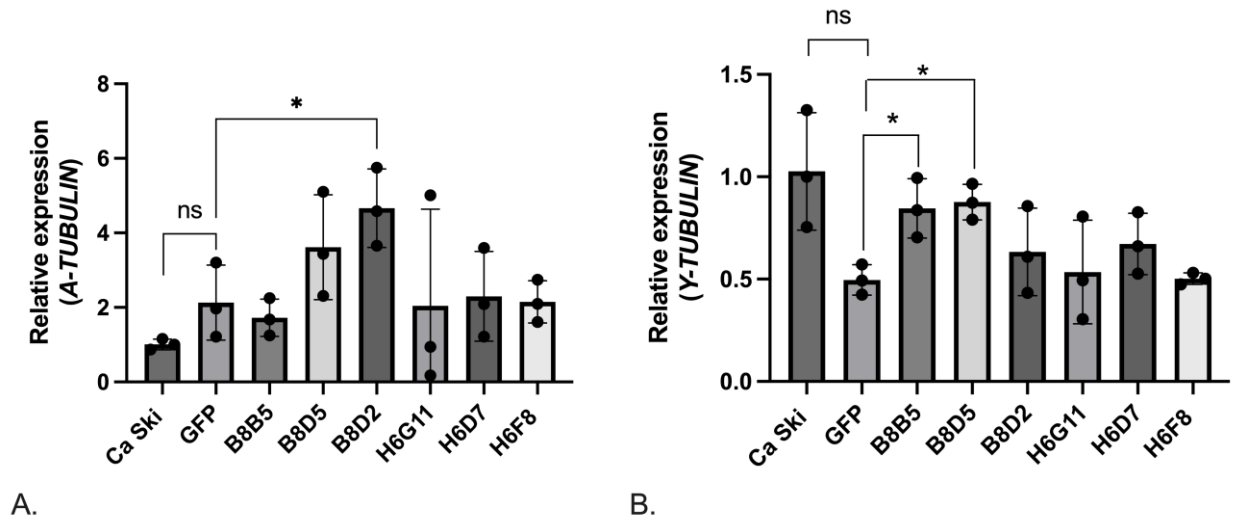 ns
*
ns
8
6
4
2
0
Relative expression
(A-TUBULIN)
Ca Ski
GFP
B8B5
B8D5
B8D2
H6G11
H6D7
H6F8
A.
ns
*
*
1.5
1.0
0.5
0.0
Relative expression
(Y-TUBULIN)
Ca Ski
GFP
B8B5
B8D5
B8D2
H6G11
H6D7
H6F8
B.